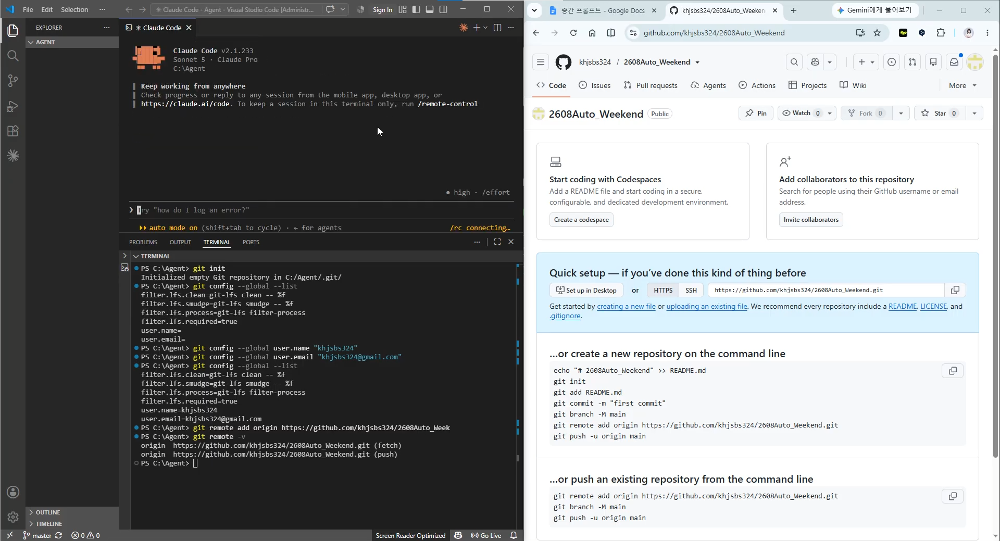 File Edit Selection ···
✳ Claude Code - Agent - Visual Studio Code [Administr...
Sign In
EXPLORER ···
AGENT
✳ Claude Code
Claude Code v2.1.233
Sonnet 5 · Claude Pro
C:\Agent
Keep working from anywhere
Check progress or reply to any session from the mobile app, desktop app, or
https://claude.ai/code. To keep a session in this terminal only, run /remote-control
● high · /effort
❯ Try "how do I log an error?"
auto mode on (shift+tab to cycle) · ← for agents /rc connecting…
PROBLEMS OUTPUT TERMINAL PORTS
TERMINAL
PS C:\Agent> git init
Initialized empty Git repository in C:/Agent/.git/
PS C:\Agent> git config --global --list
filter.lfs.clean=git-lfs clean -- %f
filter.lfs.smudge=git-lfs smudge -- %f
filter.lfs.process=git-lfs filter-process
filter.lfs.required=true
user.name=
user.email=
PS C:\Agent> git config --global user.name "khjsbs324"
PS C:\Agent> git config --global user.email "khjsbs324@gmail.com"
PS C:\Agent> git config --global --list
filter.lfs.clean=git-lfs clean -- %f
filter.lfs.smudge=git-lfs smudge -- %f
filter.lfs.process=git-lfs filter-process
filter.lfs.required=true
user.name=khjsbs324
user.email=khjsbs324@gmail.com
PS C:\Agent> git remote add origin https://github.com/khjsbs324/2608Auto_Week
PS C:\Agent> git remote -v
origin https://github.com/khjsbs324/2608Auto_Weekend.git (fetch)
origin https://github.com/khjsbs324/2608Auto_Weekend.git (push)
PS C:\Agent>
OUTLINE
TIMELINE
master 0 0
Screen Reader Optimized Go Live
중간 프롬프트 - Google Docs
khjsbs324/2608Auto_Weeken
Gemini에게 물어보기
github.com/khjsbs324/2608Auto_Weekend
khjsbs324 / 2608Auto_Weekend
Code Issues Pull requests Agents Actions Projects Wiki More
2608Auto_Weekend Public
Pin Watch 0 Fork 0 Star 0
Start coding with Codespaces
Add a README file and start coding in a secure,
configurable, and dedicated development environment.
Create a codespace
Add collaborators to this repository
Search for people using their GitHub username or email
address.
Invite collaborators
Quick setup — if you've done this kind of thing before
Set up in Desktop or HTTPS SSH https://github.com/khjsbs324/2608Auto_Weekend.git
Get started by creating a new file or uploading an existing file. We recommend every repository include a README, LICENSE, and
.gitignore.
...or create a new repository on the command line
echo "# 2608Auto_Weekend" >> README.md
git init
git add README.md
git commit -m "first commit"
git branch -M main
git remote add origin https://github.com/khjsbs324/2608Auto_Weekend.git
git push -u origin main
...or push an existing repository from the command line
git remote add origin https://github.com/khjsbs324/2608Auto_Weekend.git
git branch -M main
git push -u origin main